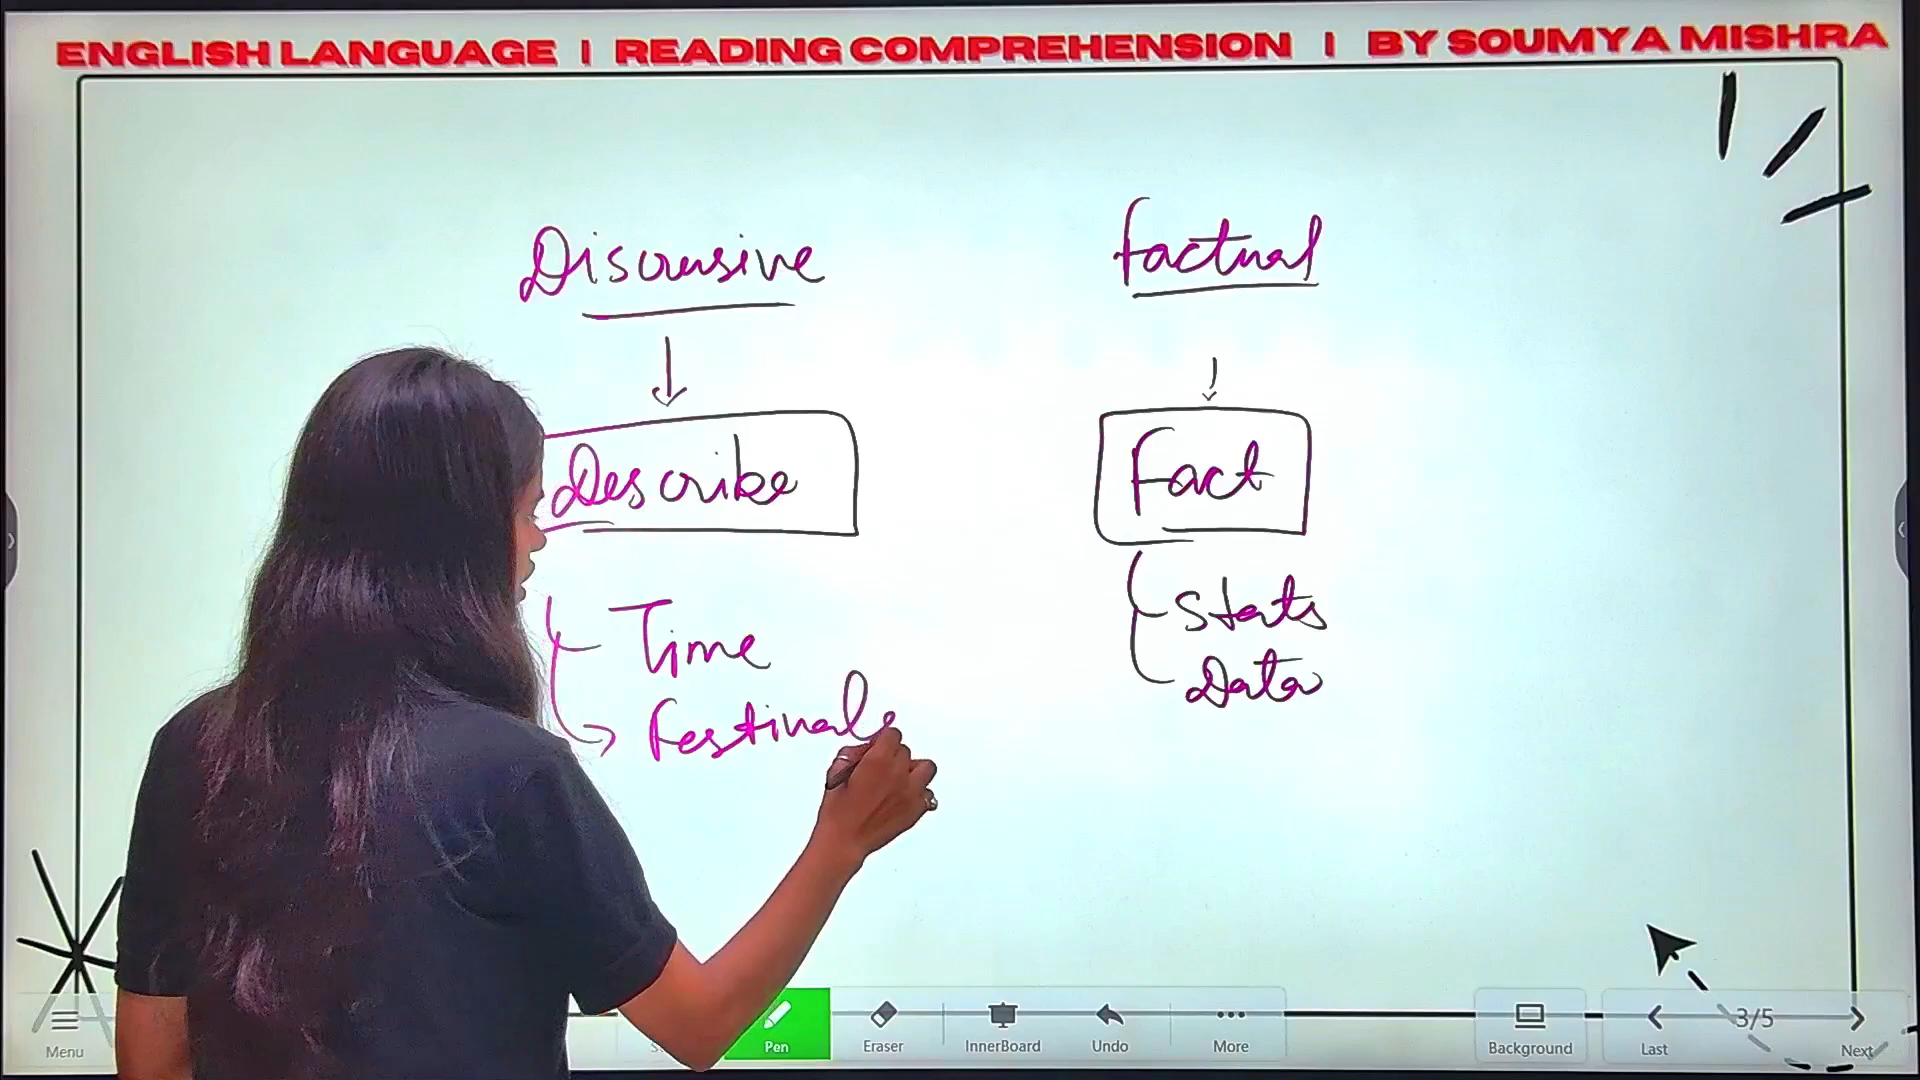 ENGLISH LANGUAGE | READING COMPREHENSION | BY SOUMYA MISHRA
Discursive
factual
Describe
Fact
Time
Festivals
Stats
Data
Menu
Pen
Eraser
InnerBoard
Undo
More
Background
Last
3/5
Next